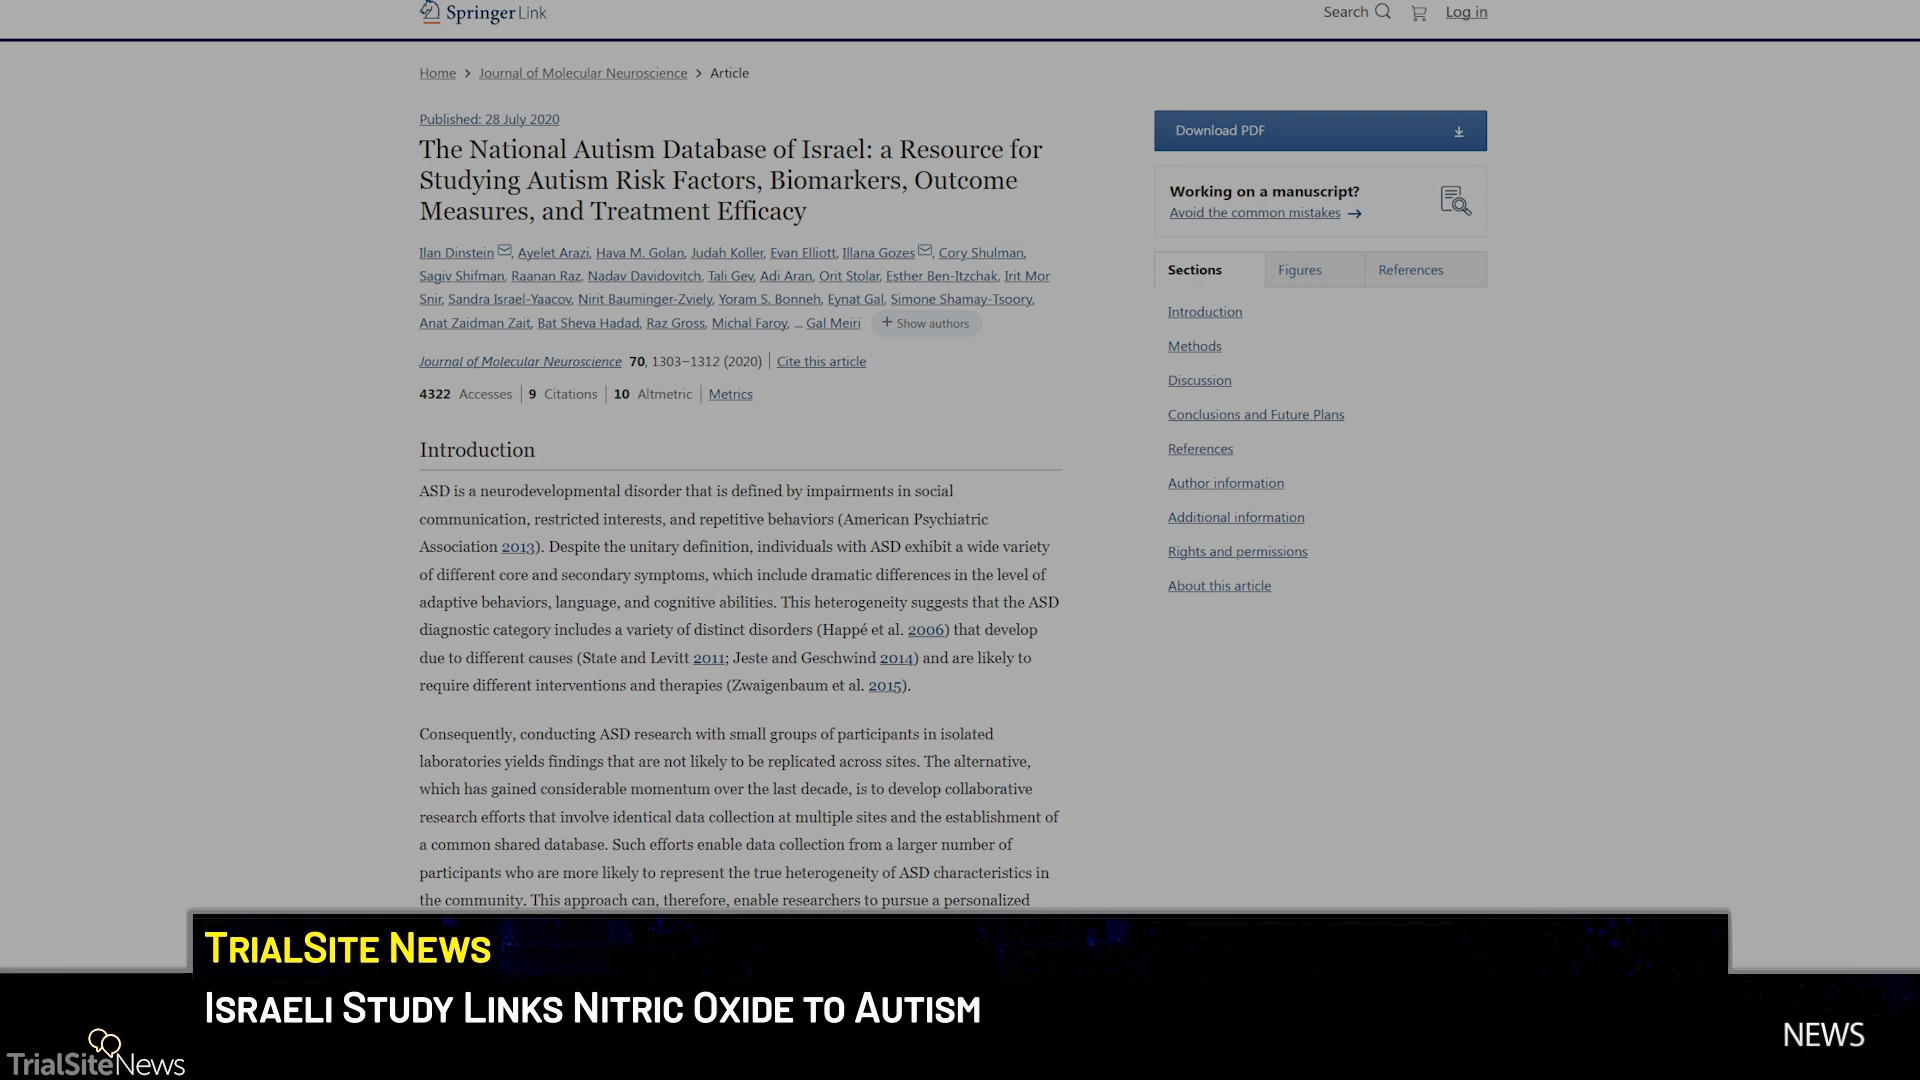 Springer Link
Search
Log in
Home > Journal of Molecular Neuroscience > Article
Published: 28 July 2020
The National Autism Database of Israel: a Resource for
Studying Autism Risk Factors, Biomarkers, Outcome
Measures, and Treatment Efficacy
Ilan Dinstein, Ayelet Arazi, Hava M. Golan, Judah Koller, Evan Elliott, Illana Gozes, Cory Shulman,
Sagiv Shifman, Raanan Raz, Nadav Davidovitch, Tali Gev, Adi Aran, Orit Stolar, Esther Ben-Itzchak, Irit Mor
Snir, Sandra Israel-Yaacov, Nirit Bauminger-Zviely, Yoram S. Bonneh, Eynat Gal, Simone Shamay-Tsoory,
Anat Zaidman Zait, Bat Sheva Hadad, Raz Gross, Michal Faroy, ... Gal Meiri + Show authors
Journal of Molecular Neuroscience 70, 1303–1312 (2020) | Cite this article
4322 Accesses | 9 Citations | 10 Altmetric | Metrics
Introduction
ASD is a neurodevelopmental disorder that is defined by impairments in social
communication, restricted interests, and repetitive behaviors (American Psychiatric
Association 2013). Despite the unitary definition, individuals with ASD exhibit a wide variety
of different core and secondary symptoms, which include dramatic differences in the level of
adaptive behaviors, language, and cognitive abilities. This heterogeneity suggests that the ASD
diagnostic category includes a variety of distinct disorders (Happé et al. 2006) that develop
due to different causes (State and Levitt 2011; Jeste and Geschwind 2014) and are likely to
require different interventions and therapies (Zwaigenbaum et al. 2015).
Consequently, conducting ASD research with small groups of participants in isolated
laboratories yields findings that are not likely to be replicated across sites. The alternative,
which has gained considerable momentum over the last decade, is to develop collaborative
research efforts that involve identical data collection at multiple sites and the establishment of
a common shared database. Such efforts enable data collection from a larger number of
participants who are more likely to represent the true heterogeneity of ASD characteristics in
the community. This approach can, therefore, enable researchers to pursue a personalized
Download PDF
Working on a manuscript?
Avoid the common mistakes →
Sections
Figures
References
Introduction
Methods
Discussion
Conclusions and Future Plans
References
Author information
Additional information
Rights and permissions
About this article
TrialSite News
Israeli Study Links Nitric Oxide to Autism
TrialSiteNews
NEWS